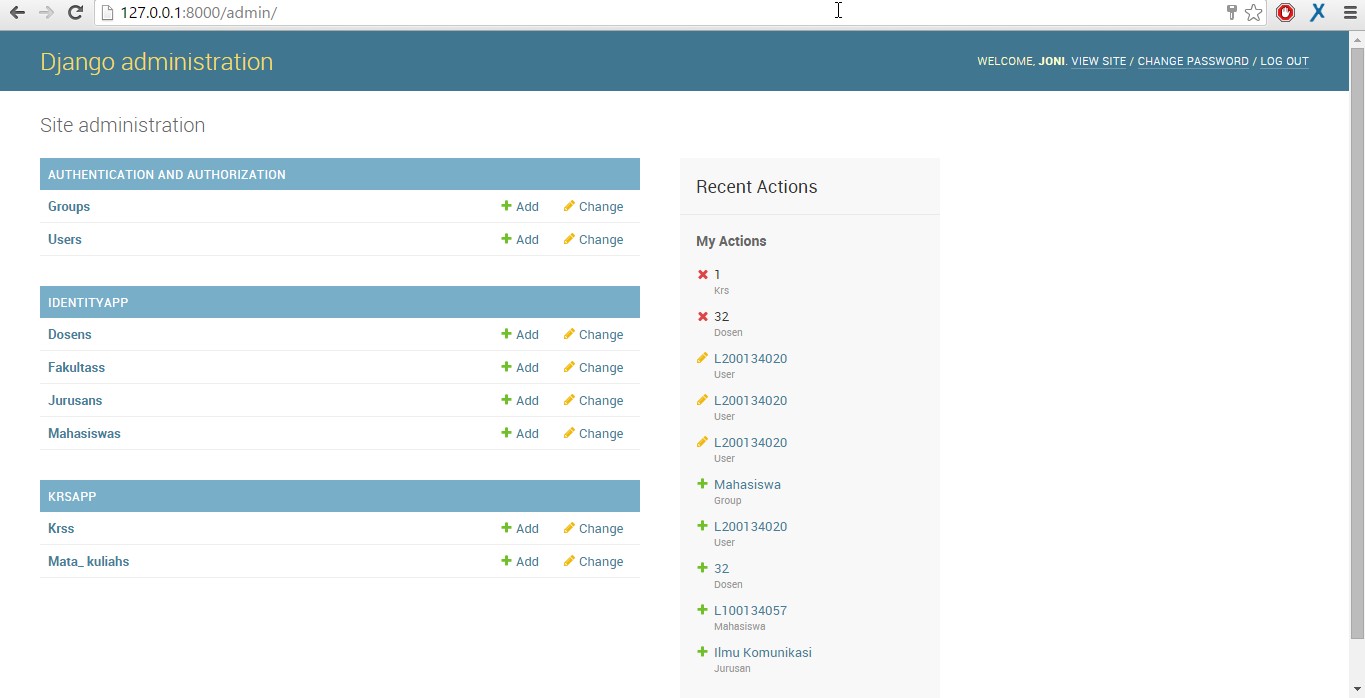 127.0.0.1:8000/admin/
Django administration
WELCOME, JONI. VIEW SITE / CHANGE PASSWORD / LOG OUT
Site administration
AUTHENTICATION AND AUTHORIZATION
Groups Add Change
Users Add Change
IDENTITYAPP
Dosens Add Change
Fakultass Add Change
Jurusans Add Change
Mahasiswas Add Change
KRSAPP
Krss Add Change
Mata_ kuliahs Add Change
Recent Actions
My Actions
1
Krs
32
Dosen
L200134020
User
L200134020
User
L200134020
User
Mahasiswa
Group
L200134020
User
32
Dosen
L100134057
Mahasiswa
Ilmu Komunikasi
Jurusan